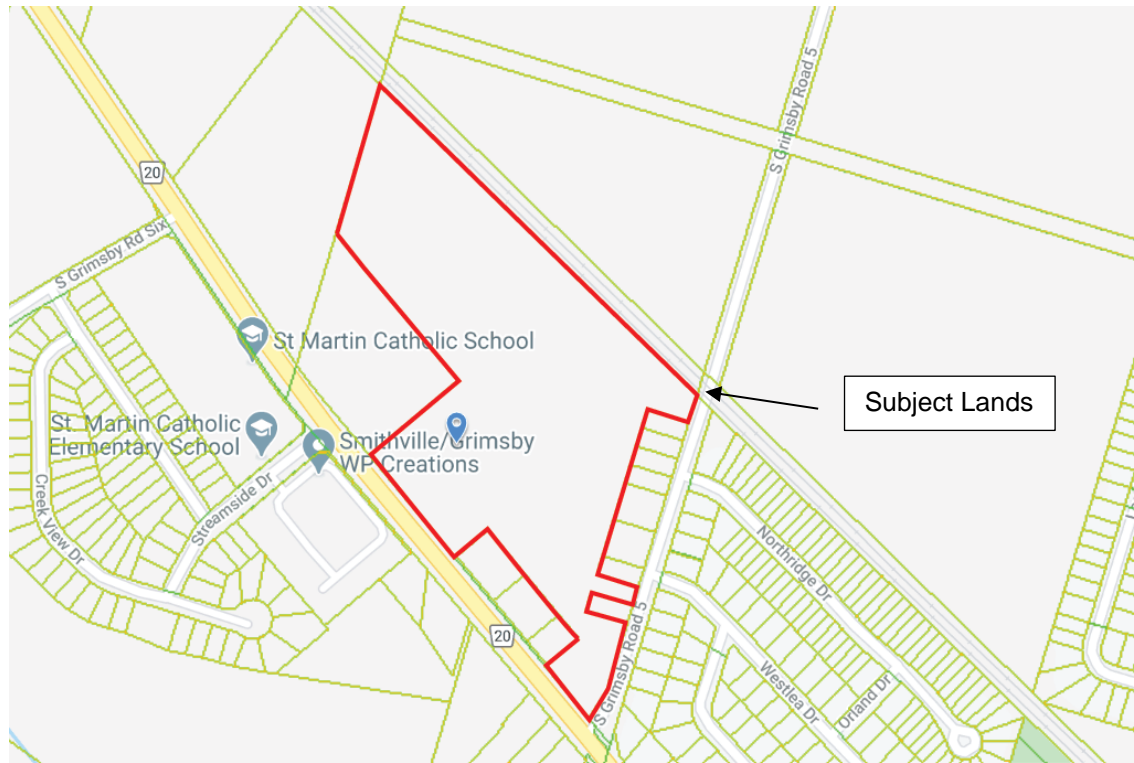 S Grimsby Road 5
20
S Grimsby Rd Six
St Martin Catholic School
Subject Lands
St. Martin Catholic
Elementary School
Smithville/Grimsby
WP Creations
Creek View Dr
Streamside Dr
Northridge Dr
20
S Grimsby Road 5
Westlea Dr
Orland Dr